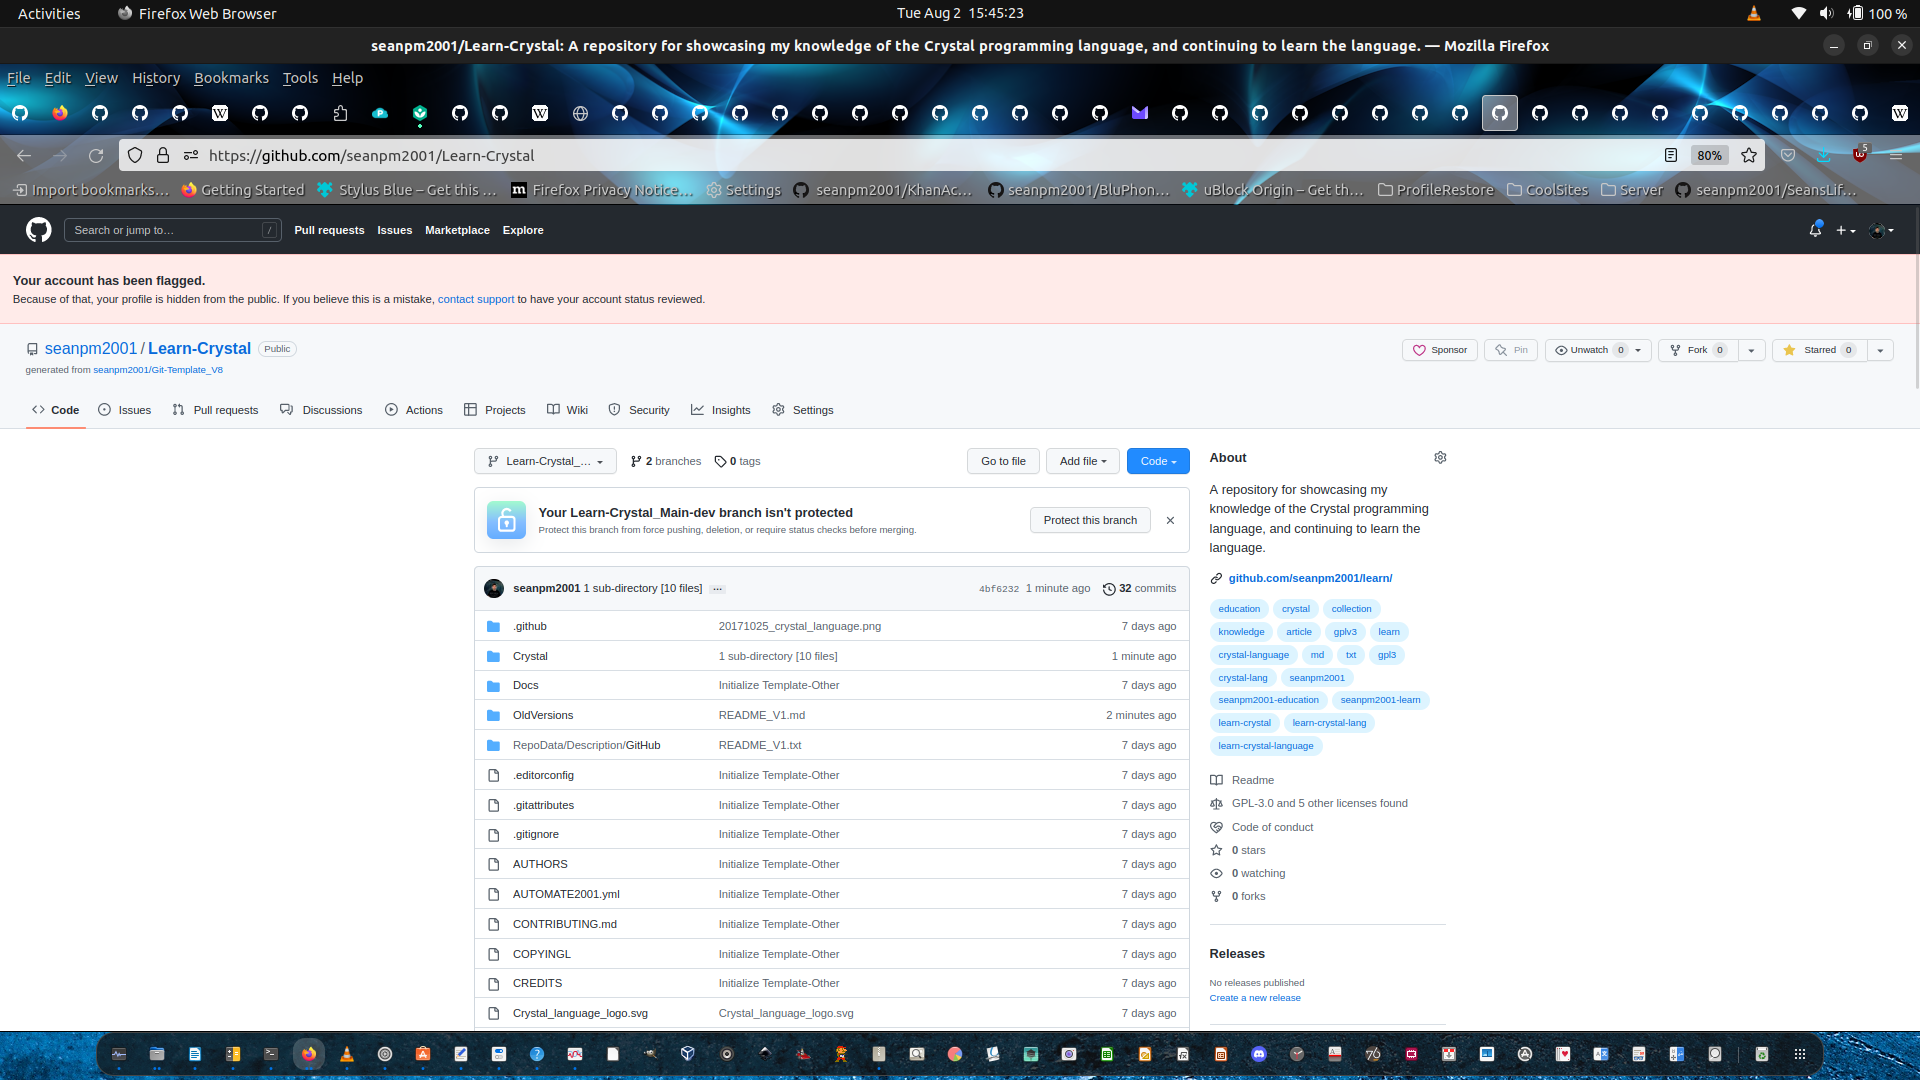 Activities
Firefox Web Browser
Tue Aug 2 15:45:23
100 %
seanpm2001/Learn-Crystal: A repository for showcasing my knowledge of the Crystal programming language, and continuing to learn the language. — Mozilla Firefox
File Edit View History Bookmarks Tools Help
https://github.com/seanpm2001/Learn-Crystal
80%
5
Import bookmarks…
Getting Started
Stylus Blue – Get this …
Firefox Privacy Notice…
Settings
seanpm2001/KhanAc…
seanpm2001/BluPhon…
uBlock Origin – Get th…
ProfileRestore
CoolSites
Server
seanpm2001/SeansLif…
Search or jump to…
/
Pull requests
Issues
Marketplace
Explore
Your account has been flagged.
Because of that, your profile is hidden from the public. If you believe this is a mistake, contact support to have your account status reviewed.
seanpm2001 / Learn-Crystal
Public
Sponsor
Pin
Unwatch 0
Fork 0
Starred 0
generated from seanpm2001/Git-Template_V8
Code
Issues
Pull requests
Discussions
Actions
Projects
Wiki
Security
Insights
Settings
Learn-Crystal_…
2 branches
0 tags
Go to file
Add file
Code
Your Learn-Crystal_Main-dev branch isn't protected
Protect this branch from force pushing, deletion, or require status checks before merging.
Protect this branch
seanpm2001 1 sub-directory [10 files] …
4bf6232 1 minute ago
32 commits
.github 20171025_crystal_language.png 7 days ago
Crystal 1 sub-directory [10 files] 1 minute ago
Docs Initialize Template-Other 7 days ago
OldVersions README_V1.md 2 minutes ago
RepoData/Description/GitHub README_V1.txt 7 days ago
.editorconfig Initialize Template-Other 7 days ago
.gitattributes Initialize Template-Other 7 days ago
.gitignore Initialize Template-Other 7 days ago
AUTHORS Initialize Template-Other 7 days ago
AUTOMATE2001.yml Initialize Template-Other 7 days ago
CONTRIBUTING.md Initialize Template-Other 7 days ago
COPYINGL Initialize Template-Other 7 days ago
CREDITS Initialize Template-Other 7 days ago
Crystal_language_logo.svg Crystal_language_logo.svg 7 days ago
About
A repository for showcasing my
knowledge of the Crystal programming
language, and continuing to learn the
language.
github.com/seanpm2001/learn/
education crystal collection
knowledge article gplv3 learn
crystal-language md txt gpl3
crystal-lang seanpm2001
seanpm2001-education seanpm2001-learn
learn-crystal learn-crystal-lang
learn-crystal-language
Readme
GPL-3.0 and 5 other licenses found
Code of conduct
0 stars
0 watching
0 forks
Releases
No releases published
Create a new release